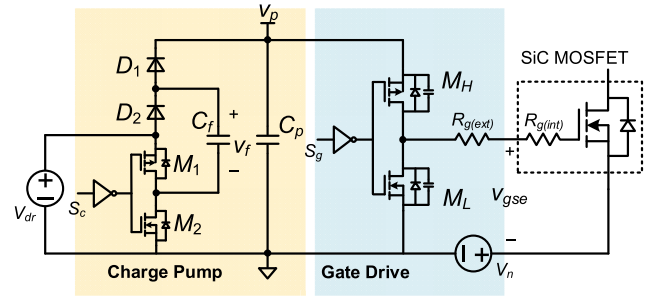 v_p
SiC MOSFET
D_1
D_2
C_f
+
v_f
−
C_p
M_H
R_g(ext)
R_g(int)
M_1
S_g
+
−
V_dr
S_c
M_2
M_L
+
v_gse
−
Charge Pump
Gate Drive
+
V_n